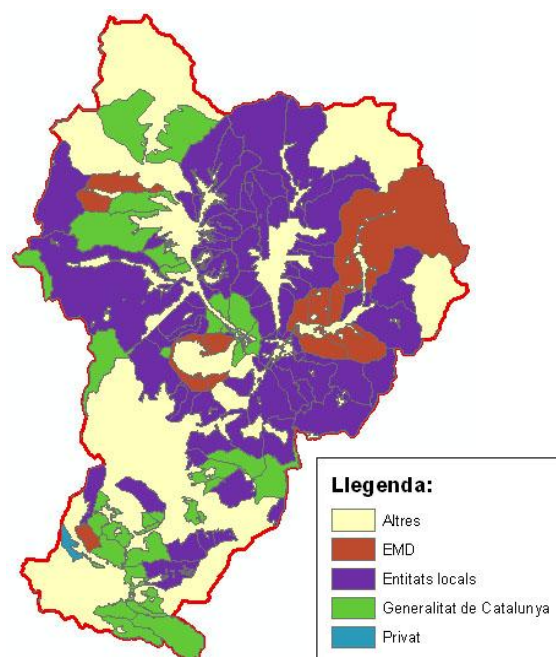 Llegenda:
Altres
EMD
Entitats locals
Generalitat de Catalunya
Privat